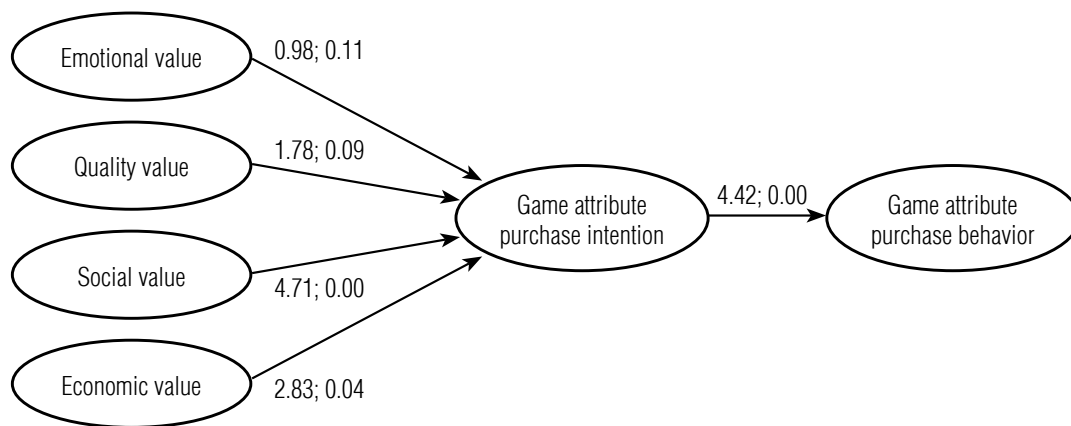 Emotional value
0.98; 0.11
Quality value
1.78; 0.09
Social value
4.71; 0.00
Economic value
2.83; 0.04
Game attribute
purchase intention
4.42; 0.00
Game attribute
purchase behavior